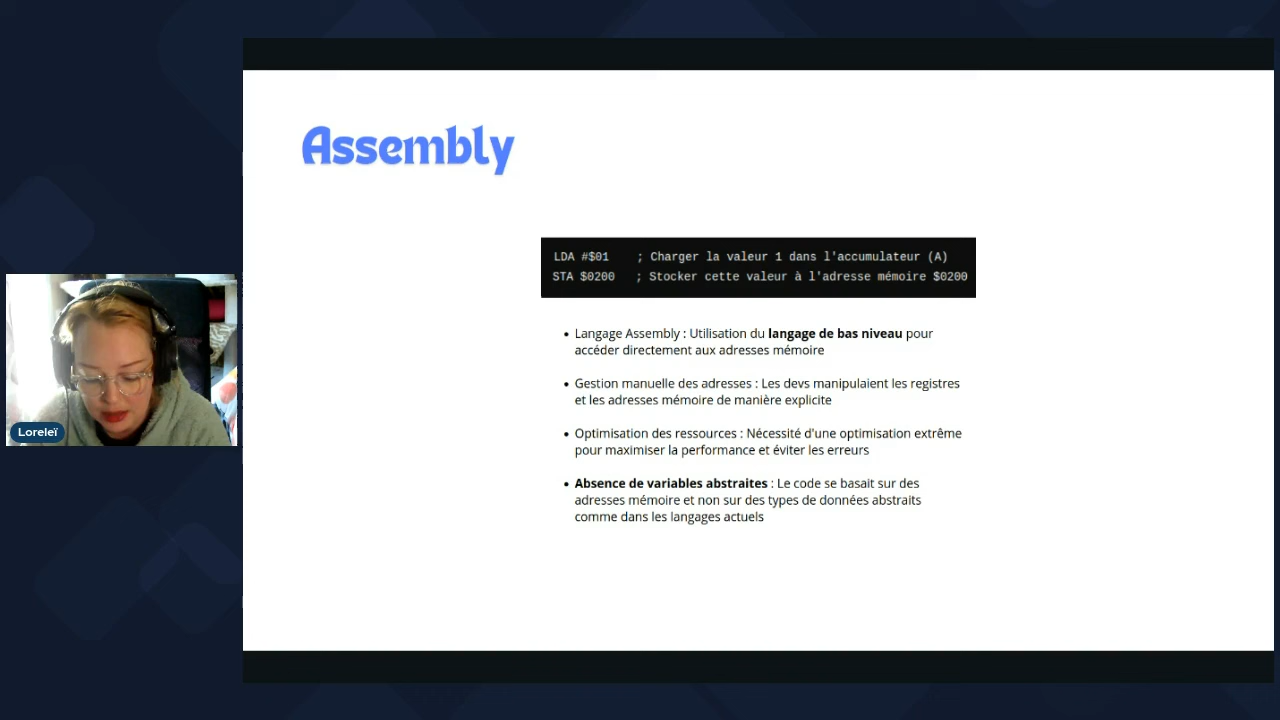 Assembly
LDA #$01 ; Charger la valeur 1 dans l'accumulateur (A)
STA $0200 ; Stocker cette valeur à l'adresse mémoire $0200
• Langage Assembly : Utilisation du langage de bas niveau pour
accéder directement aux adresses mémoire
• Gestion manuelle des adresses : Les devs manipulaient les registres
et les adresses mémoire de manière explicite
• Optimisation des ressources : Nécessité d'une optimisation extrême
pour maximiser la performance et éviter les erreurs
• Absence de variables abstraites : Le code se basait sur des
adresses mémoire et non sur des types de données abstraits
comme dans les langages actuels
Loreleï